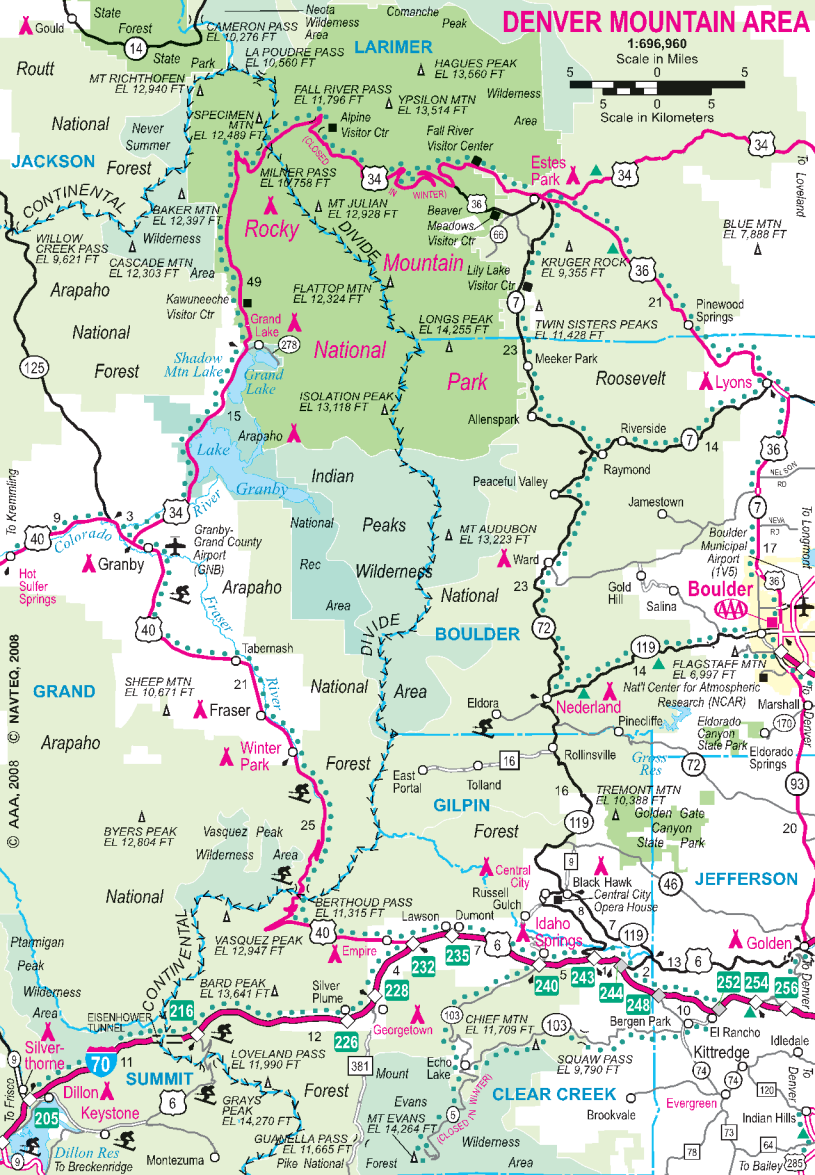 DENVER MOUNTAIN AREA
1:696,960
Scale in Miles
5 0 5
5 0 5
Scale in Kilometers
Gould
State
Forest
14
State
Park
CAMERON PASS
EL 10,276 FT
Neota
Wilderness
Area
Comanche
Peak
LA POUDRE PASS
EL 10,560 FT
LARIMER
HAGUES PEAK
EL 13,560 FT
Wilderness
Area
Routt
National
Forest
MT RICHTHOFEN
EL 12,940 FT
FALL RIVER PASS
EL 11,796 FT
YPSILON MTN
EL 13,514 FT
SPECIMEN
MTN
EL 12,489 FT
Alpine
Visitor Ctr
Fall River
Visitor Center
Never
Summer
JACKSON
CONTINENTAL
(CLOSED
IN
WINTER)
34
MILNER PASS
EL 10,758 FT
Estes
Park
34
34
To Loveland
36
66
Beaver
Meadows
Visitor Ctr
BAKER MTN
EL 12,397 FT
MT JULIAN
EL 12,928 FT
Rocky
Mountain
National
Park
DIVIDE
BLUE MTN
EL 7,888 FT
WILLOW
CREEK PASS
EL 9,621 FT
Wilderness
Area
CASCADE MTN
EL 12,303 FT
KRUGER ROCK
EL 9,355 FT
36
21
Lily Lake
Visitor Ctr
7
Arapaho
National
Forest
49
Kawuneeche
Visitor Ctr
FLATTOP MTN
EL 12,324 FT
Pinewood
Springs
Grand
Lake
278
LONGS PEAK
EL 14,255 FT
TWIN SISTERS PEAKS
EL 11,428 FT
23
Meeker Park
125
Shadow
Mtn Lake
Grand
Lake
Roosevelt
Lyons
ISOLATION PEAK
EL 13,118 FT
15
Arapaho
Allenspark
Riverside
7
14
36
Lake
Granby
Indian
Peaks
Wilderness
Raymond
NELSON
RD
Peaceful Valley
To Kremmling
9
3
34
River
40
Colorado
Jamestown
7
NEVA
RD
To Longmont
National
Rec
Area
MT AUDUBON
EL 13,223 FT
Granby-
Grand County
Airport
(GNB)
Boulder
Municipal
Airport
(1V5)
17
Granby
Hot
Sulfer
Springs
Arapaho
Ward
National
23
Gold
Hill
Salina
36
Boulder
AAA
Fraser
River
40
72
DIVIDE
BOULDER
119
14
Tabernash
FLAGSTAFF MTN
EL 6,997 FT
GRAND
SHEEP MTN
EL 10,671 FT
21
National
Area
Nederland
Nat'l Center for Atmospheric
Research (NCAR)
Marshall
To Denver
170
Fraser
Eldora
Pinecliffe
Eldorado
Canyon
State Park
Eldorado
Springs
Arapaho
Winter
Park
Forest
Rollinsville
16
East
Portal
Tolland
Gross
Res
72
93
© AAA, 2008 © NAVTEQ, 2008
GILPIN
16
TREMONT MTN
EL 10,388 FT
Golden Gate
Canyon
State Park
25
BYERS PEAK
EL 12,804 FT
Vasquez Peak
Wilderness Area
119
20
Forest
9
Central
City
Black Hawk
46
JEFFERSON
National
Russell
Gulch
Central City
Opera House
8
BERTHOUD PASS
EL 11,315 FT
40
Lawson
Dumont
Idaho
Springs
7
119
13
6
Golden
VASQUEZ PEAK
EL 12,947 FT
Empire
4
232
235
7
6
Ptarmigan
Peak
Wilderness
Area
CONTINENTAL
240
5
243
1
244
2
248
252
254
256
To Denver
BARD PEAK
EL 13,641 FT
228
216
Silver
Plume
EISENHOWER
TUNNEL
12
226
Georgetown
103
CHIEF MTN
EL 11,709 FT
103
Bergen Park
10
El Rancho
Silver-
thorne
9
70
11
LOVELAND PASS
EL 11,990 FT
381
Echo
Lake
SQUAW PASS
EL 9,790 FT
Kittredge
Idledale
To Frisco
Dillon
SUMMIT
Keystone
6
GRAYS
PEAK
EL 14,270 FT
Forest
Mount
Evans
CLEAR CREEK
74
74
120
To Denver
205
MT EVANS
EL 14,264 FT
5
(CLOSED IN WINTER)
Brookvale
Evergreen
73
Indian Hills
9
Dillon Res
To Breckenridge
Montezuma
GUANELLA PASS
EL 11,665 FT
Pike National
Forest
Wilderness
Area
78
64
To Bailey
285